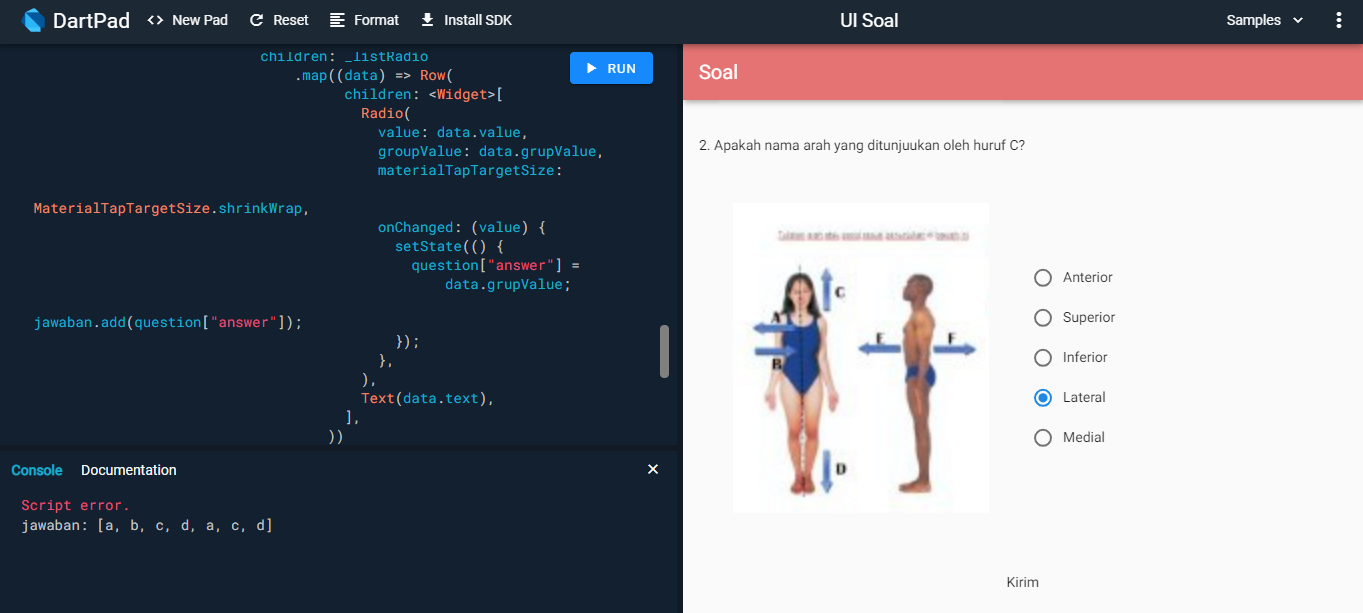 DartPad
<> New Pad
Reset
Format
Install SDK
UI Soal
Samples
children: _listRadio
.map((data) => Row(
children: <Widget>[
Radio(
value: data.value,
groupValue: data.grupValue,
materialTapTargetSize:
MaterialTapTargetSize.shrinkWrap,
onChanged: (value) {
setState(() {
question["answer"] =
data.grupValue;
jawaban.add(question["answer"]);
});
},
),
Text(data.text),
],
))
RUN
Console
Documentation
Script error.
jawaban: [a, b, c, d, a, c, d]
Soal
2. Apakah nama arah yang ditunjuukan oleh huruf C?
C
A
B
D
E
F
Anterior
Superior
Inferior
Lateral
Medial
Kirim